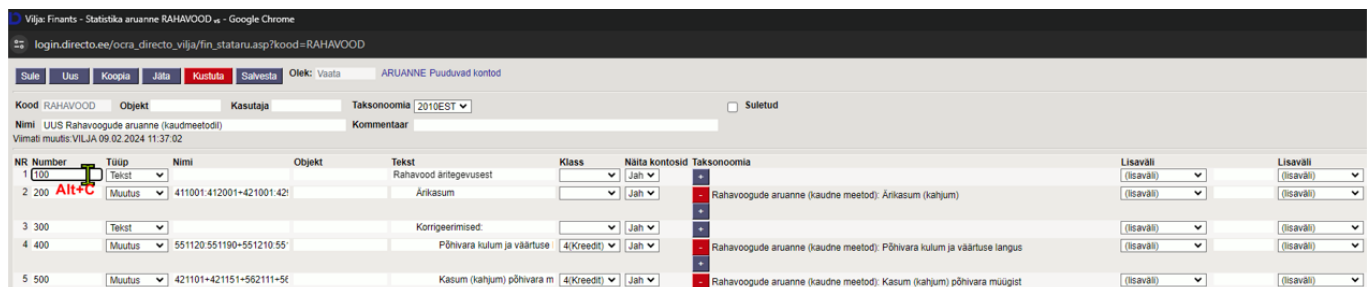 Vilja: Finants - Statistika aruanne RAHAVOOD - Google Chrome
login.directo.ee/ocra_directo_vilja/fin_stataru.asp?kood=RAHAVOOD
Sule Uus Koopia Jäta Kustuta Salvesta Olek: Vaata ARUANNE Puuduvad kontod
Kood RAHAVOOD Objekt Kasutaja Taksonoomia 2010EST Suletud
Nimi UUS Rahavoogude aruanne (kaudmeetodil) Kommentaar
Viimati muutis:VILJA 09.02.2024 11:37:02
NR Number Tüüp Nimi Objekt Tekst Klass Näita kontosid Taksonoomia Lisaväli Lisaväli
1 100 Tekst Rahavood äritegevusest Jah + (lisaväli) (lisaväli)
2 200 Alt+C Muutus 411001:412001+421001:42 Ärikasum Jah - Rahavoogude aruanne (kaudne meetod): Ärikasum (kahjum) (lisaväli) (lisaväli)
+
3 300 Tekst Korrigeerimised: Jah + (lisaväli) (lisaväli)
4 400 Muutus 551120:551190+551210:55 Põhivara kulum ja väärtuse 4(Kreedit) Jah - Rahavoogude aruanne (kaudne meetod): Põhivara kulum ja väärtuse langus (lisaväli) (lisaväli)
+
5 500 Muutus 421101+421151+562111+56 Kasum (kahjum) põhivara m 4(Kreedit) Jah - Rahavoogude aruanne (kaudne meetod): Kasum (kahjum) põhivara müügist (lisaväli) (lisaväli)